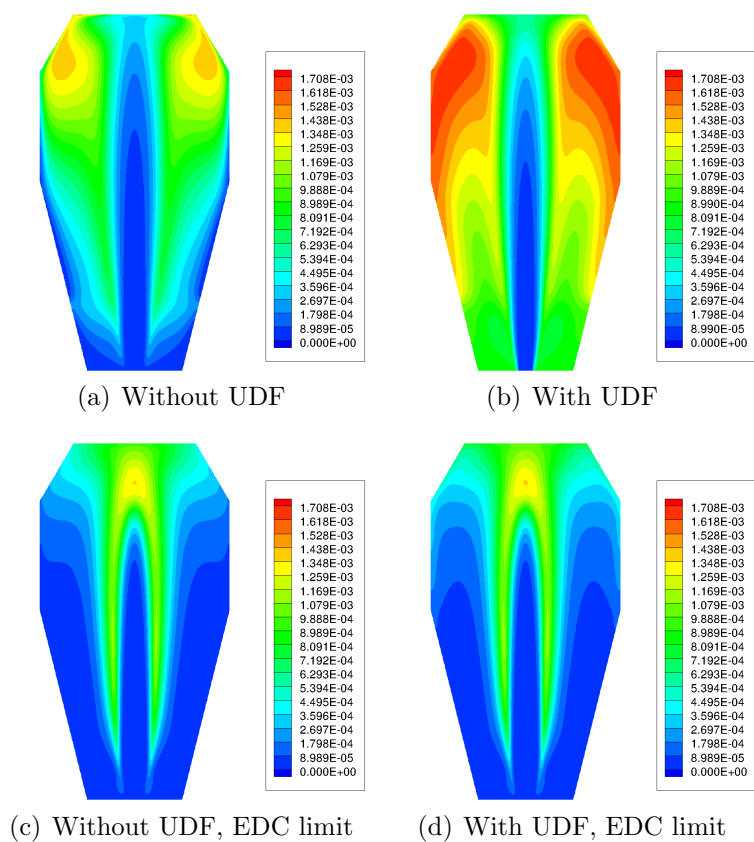 1.708E-03
1.618E-03
1.528E-03
1.438E-03
1.348E-03
1.259E-03
1.169E-03
1.079E-03
9.888E-04
8.989E-04
8.091E-04
7.192E-04
6.293E-04
5.394E-04
4.495E-04
3.596E-04
2.697E-04
1.798E-04
8.989E-05
0.000E+00
(a) Without UDF
1.708E-03
1.618E-03
1.528E-03
1.438E-03
1.348E-03
1.259E-03
1.169E-03
1.079E-03
9.889E-04
8.990E-04
8.091E-04
7.192E-04
6.293E-04
5.394E-04
4.495E-04
3.596E-04
2.697E-04
1.798E-04
8.990E-05
0.000E+00
(b) With UDF
1.708E-03
1.618E-03
1.528E-03
1.438E-03
1.348E-03
1.259E-03
1.169E-03
1.079E-03
9.888E-04
8.989E-04
8.091E-04
7.192E-04
6.293E-04
5.394E-04
4.495E-04
3.596E-04
2.697E-04
1.798E-04
8.989E-05
0.000E+00
(c) Without UDF, EDC limit
1.708E-03
1.618E-03
1.528E-03
1.438E-03
1.348E-03
1.259E-03
1.169E-03
1.079E-03
9.888E-04
8.989E-04
8.091E-04
7.192E-04
6.293E-04
5.394E-04
4.495E-04
3.596E-04
2.697E-04
1.798E-04
8.989E-05
0.000E+00
(d) With UDF, EDC limit